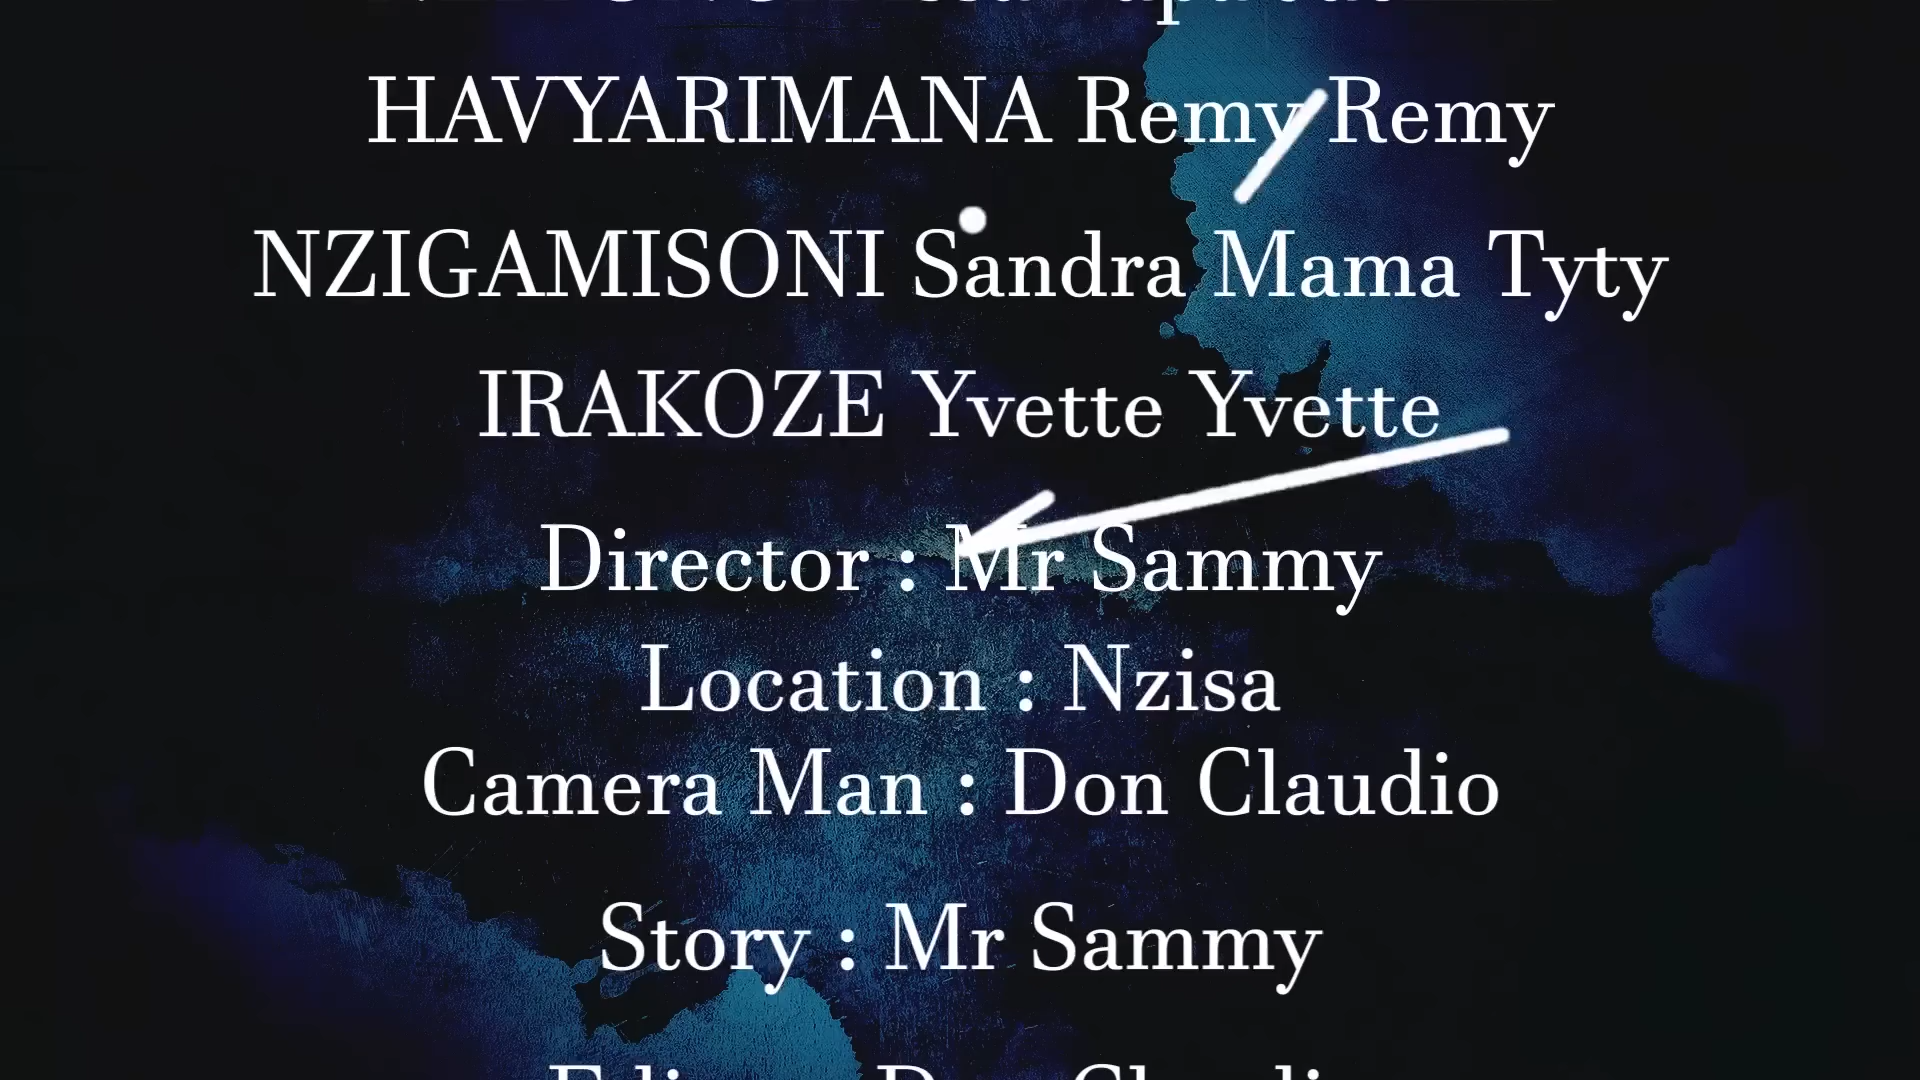 HAVYARIMANA Remy Remy
NZIGAMISONI Sandra Mama Tyty
IRAKOZE Yvette Yvette
Director : Mr Sammy
Location : Nzisa
Camera Man : Don Claudio
Story : Mr Sammy